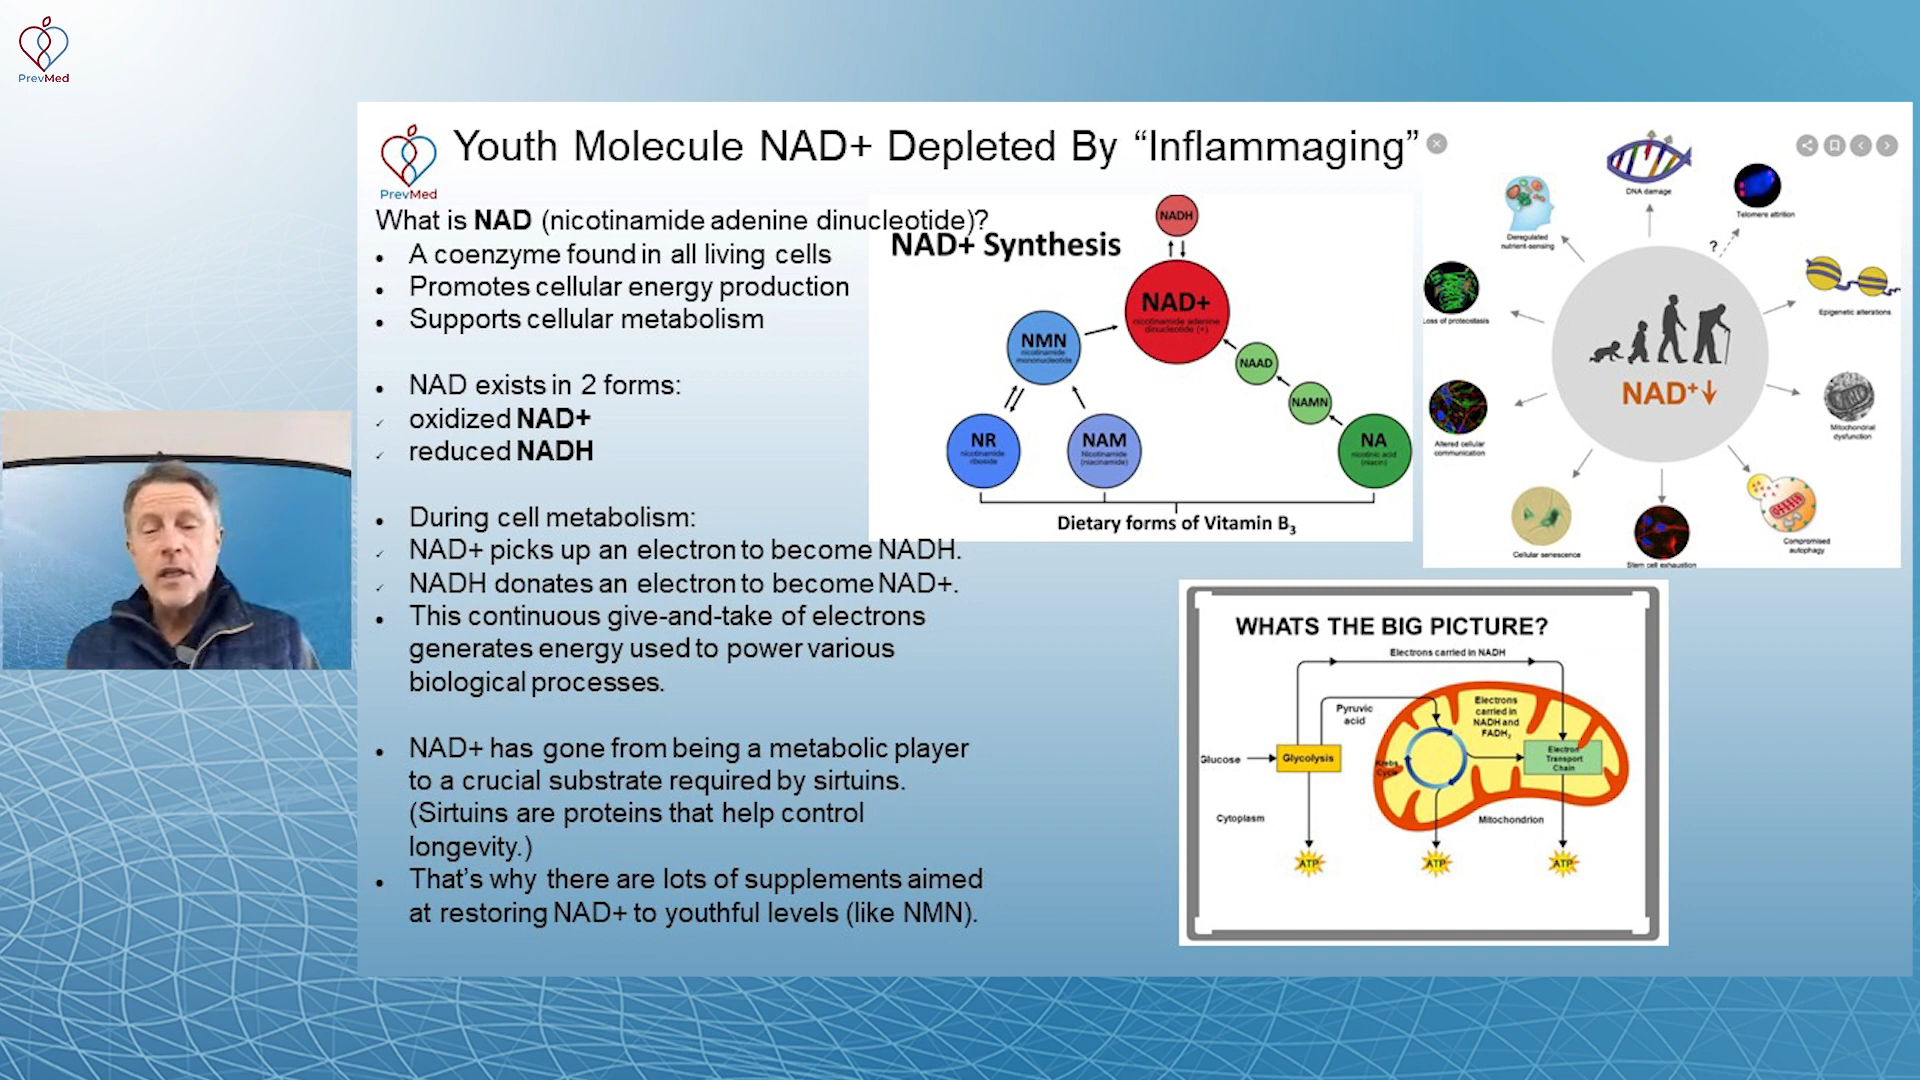 PrevMed
PrevMed
Youth Molecule NAD+ Depleted By “Inflammaging”
What is NAD (nicotinamide adenine dinucleotide)?
• A coenzyme found in all living cells
• Promotes cellular energy production
• Supports cellular metabolism
• NAD exists in 2 forms:
✓ oxidized NAD+
✓ reduced NADH
• During cell metabolism:
✓ NAD+ picks up an electron to become NADH.
✓ NADH donates an electron to become NAD+.
• This continuous give-and-take of electrons
generates energy used to power various
biological processes.
• NAD+ has gone from being a metabolic player
to a crucial substrate required by sirtuins.
(Sirtuins are proteins that help control
longevity.)
• That’s why there are lots of supplements aimed
at restoring NAD+ to youthful levels (like NMN).
NAD+ Synthesis
NADH
NAD+
nicotinamide adenine
dinucleotide (+)
NMN
nicotinamide
mononucleotide
NAAD
NAMN
NR
nicotinamide
riboside
NAM
Nicotinamide
(niacinamide)
NA
nicotinic acid
(niacin)
Dietary forms of Vitamin B3
DNA damage
Telomere attrition
?
Deregulated
nutrient-sensing
Epigenetic alterations
Loss of proteostasis
NAD+↓
Mitochondrial
dysfunction
Altered cellular
communication
Compromised
autophagy
Cellular senescence
Stem cell exhaustion
WHATS THE BIG PICTURE?
Electrons carried in NADH
Pyruvic
acid
Electrons
carried in
NADH and
FADH2
Glucose
Glycolysis
Krebs
Cycle
Electron
Transport
Chain
Cytoplasm
Mitochondrion
ATP
ATP
ATP